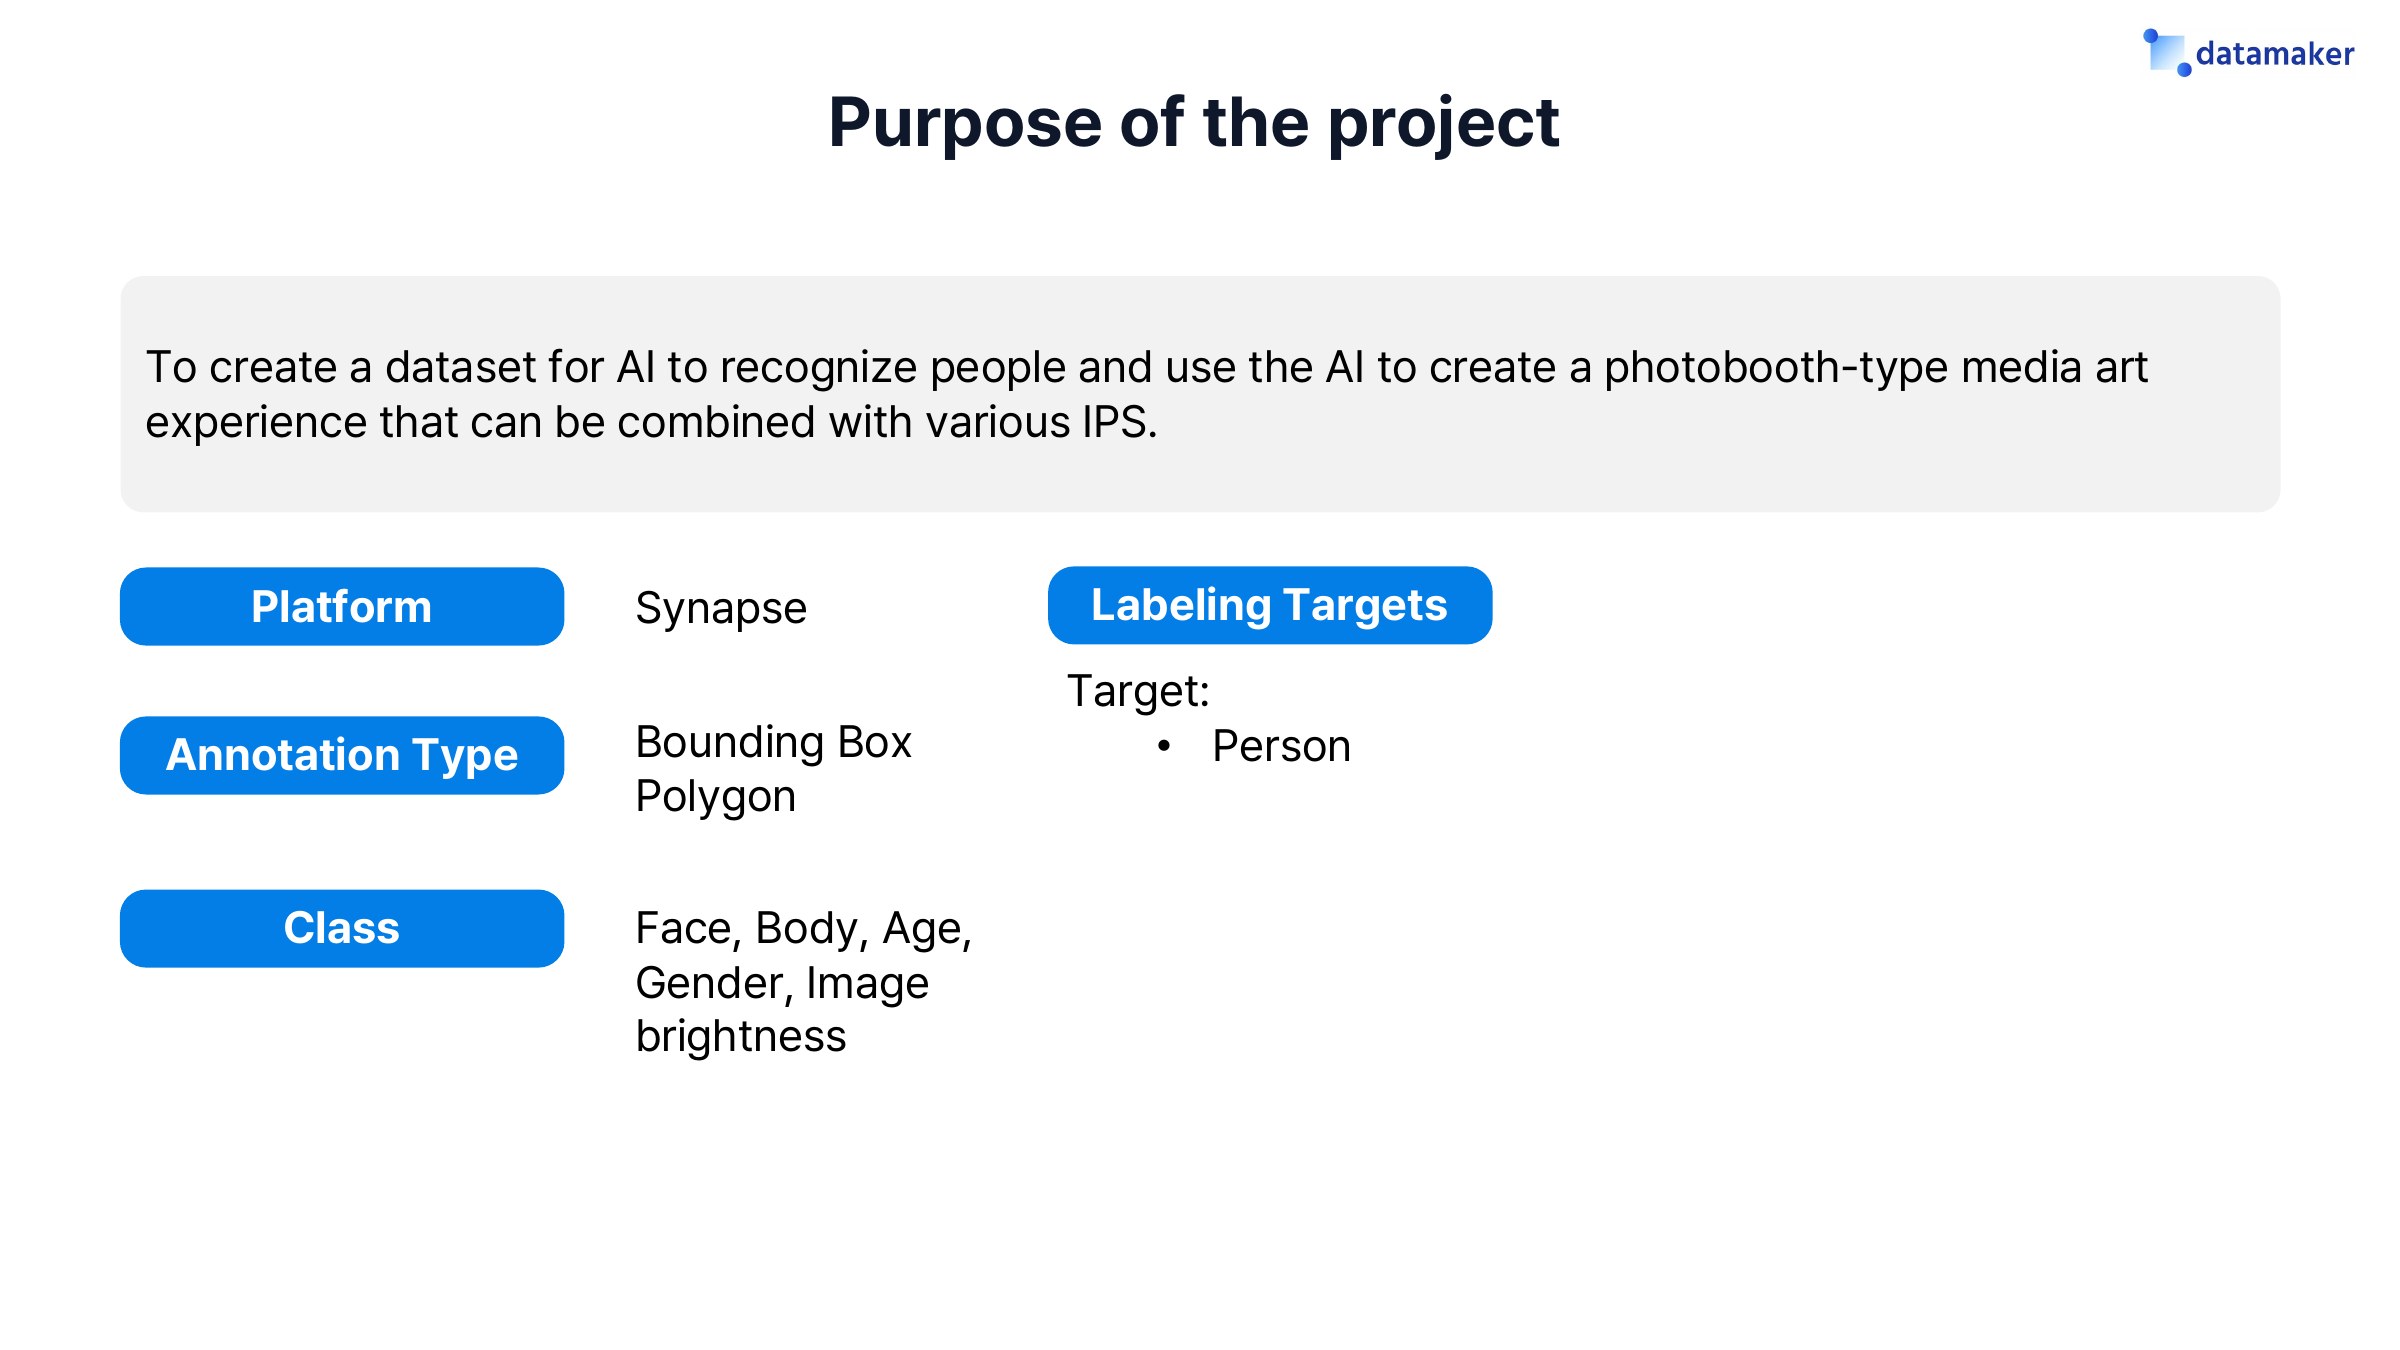 datamaker
Purpose of the project
To create a dataset for AI to recognize people and use the AI to create a photobooth-type media art
experience that can be combined with various IPS.
Platform
Synapse
Annotation Type
Bounding Box
Polygon
Class
Face, Body, Age,
Gender, Image
brightness
Labeling Targets
Target:
• Person